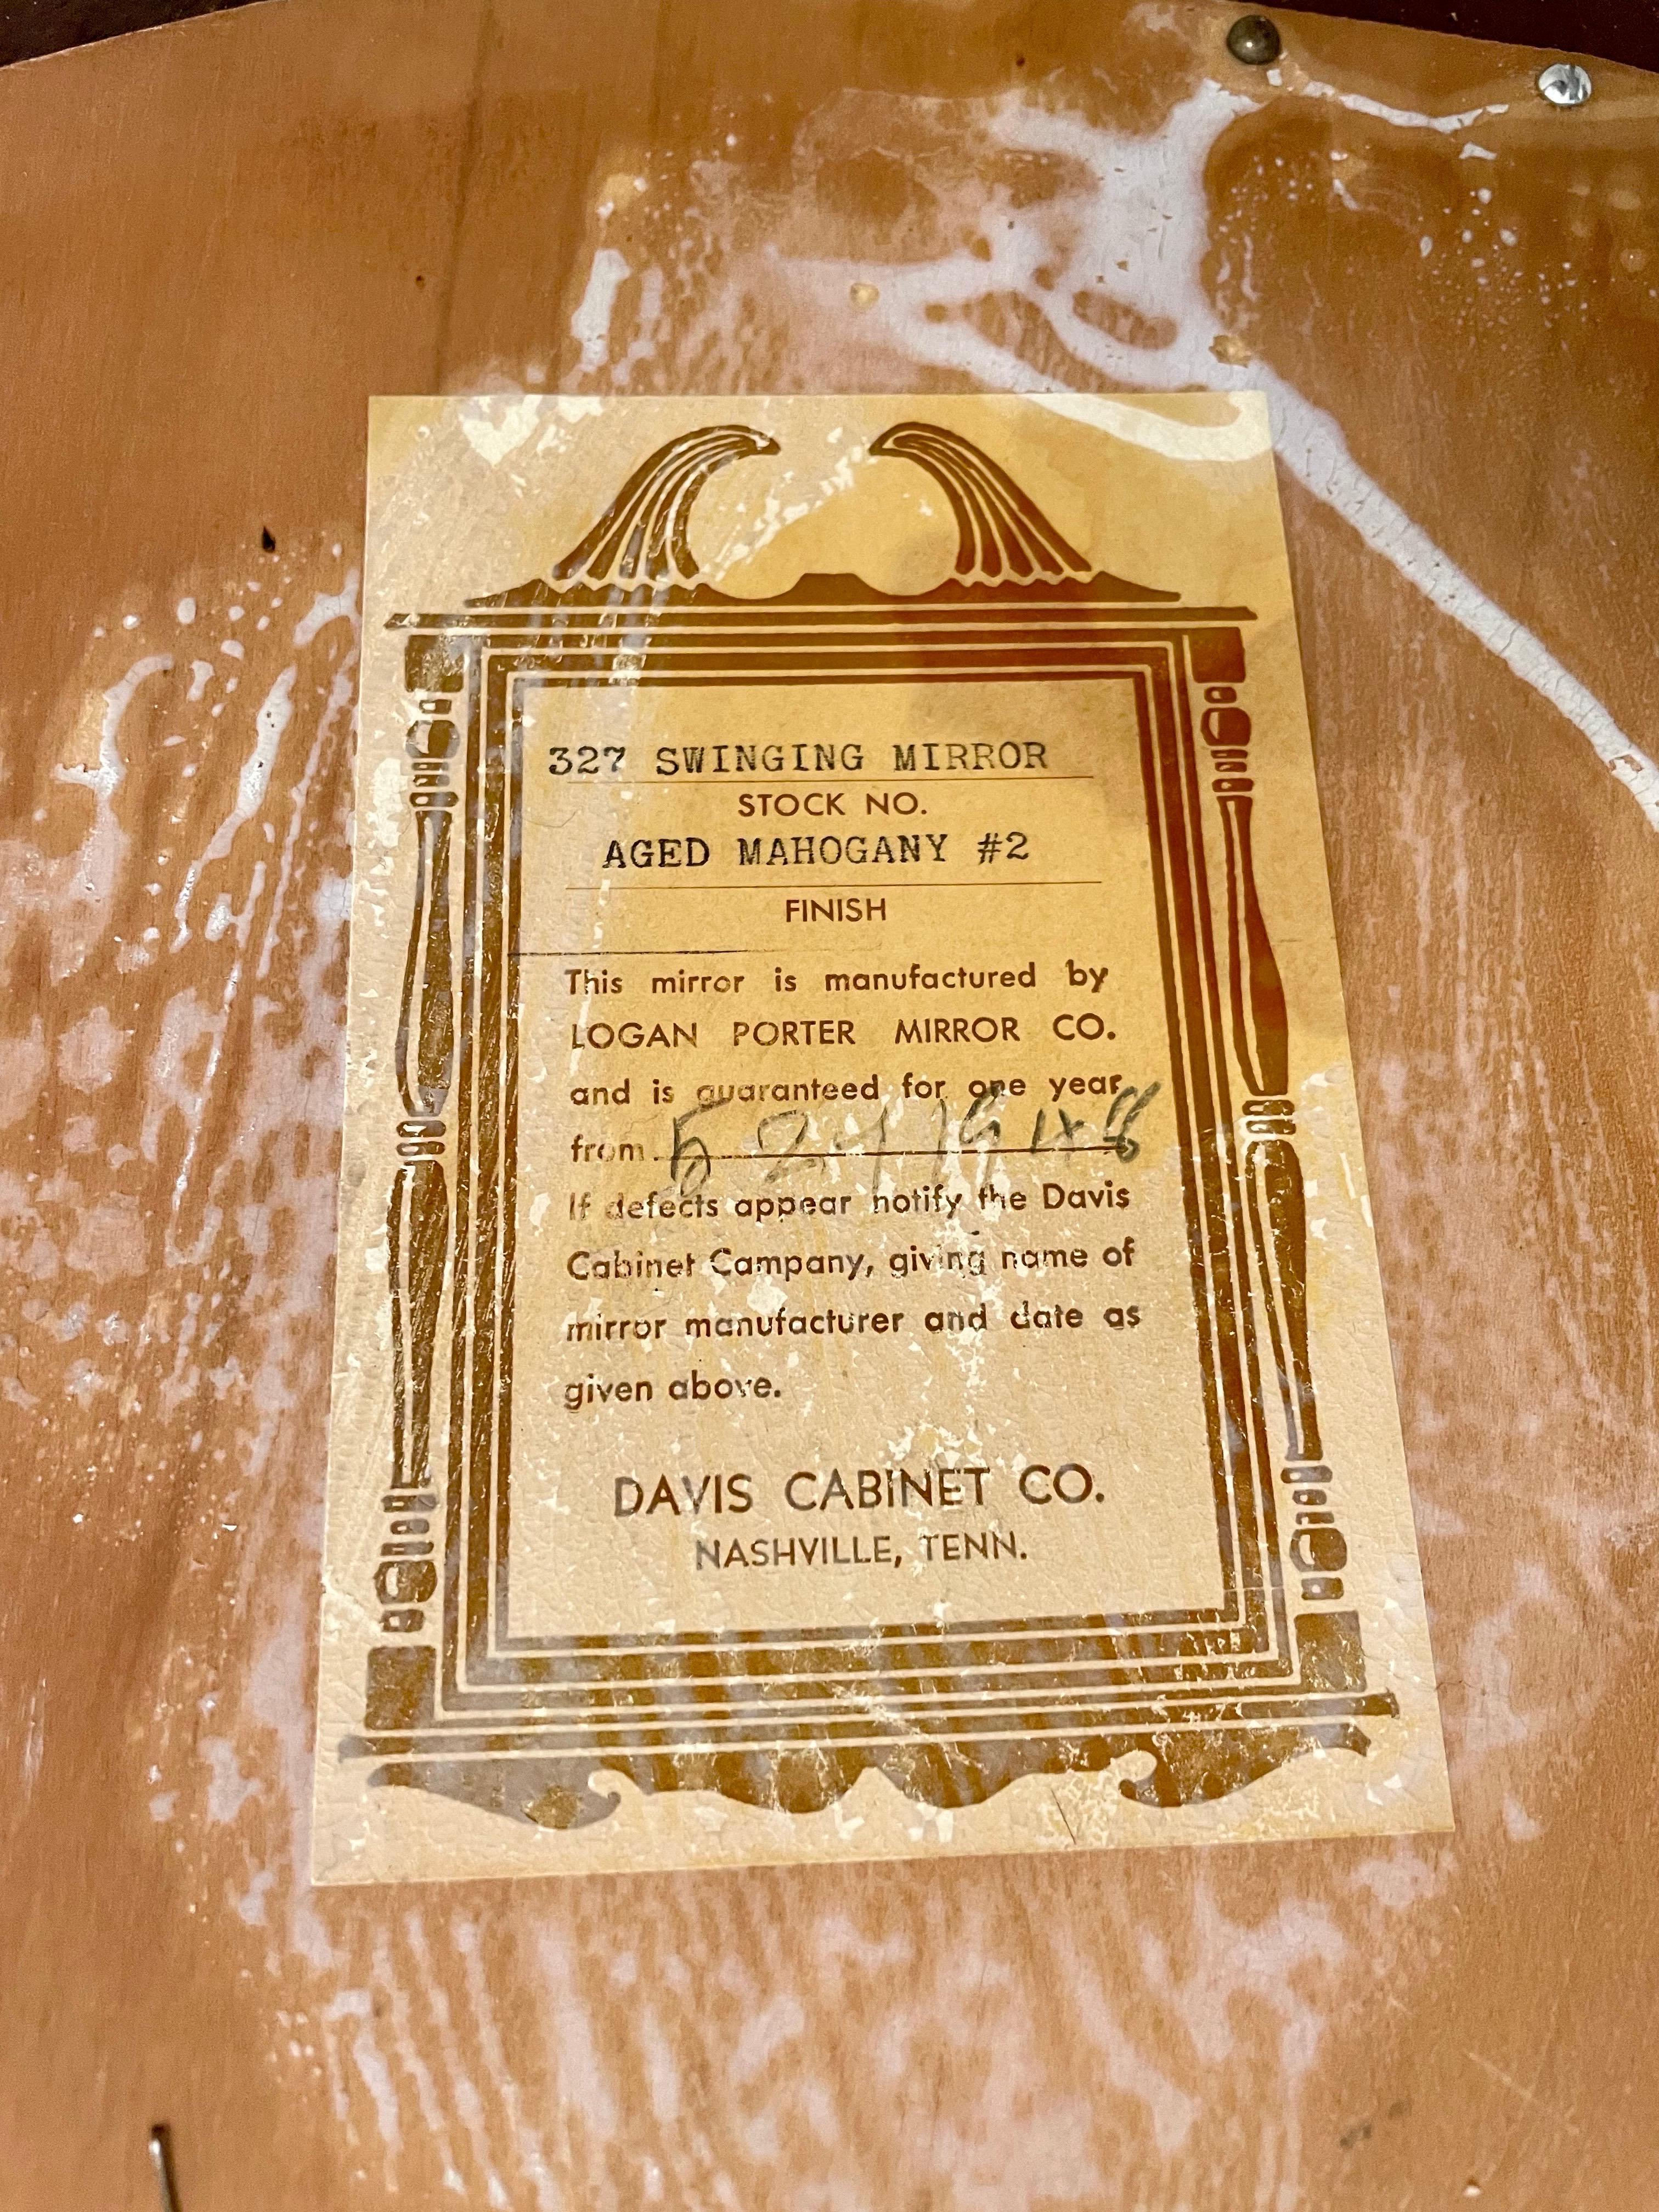 327 SWINGING MIRROR
STOCK NO.
AGED MAHOGANY #2
FINISH
This mirror is manufactured by
LOGAN PORTER MIRROR CO.
and is guaranteed for one year
from 1948
If defects appear notify the Davis
Cabinet Company, giving name of
mirror manufacturer and date as
given above.
DAVIS CABINET CO.
NASHVILLE, TENN.